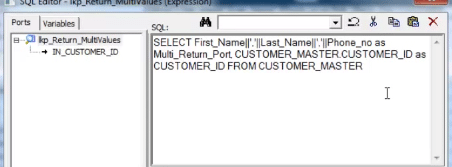 SQL Editor - lkp_Return_MultiValues (Expression)
Ports Variables
SQL:
lkp_Return_MultiValues
IN_CUSTOMER_ID
SELECT First_Name||','||Last_Name||','||Phone_no as
Multi_Return_Port, CUSTOMER_MASTER.CUSTOMER_ID as
CUSTOMER_ID FROM CUSTOMER_MASTER